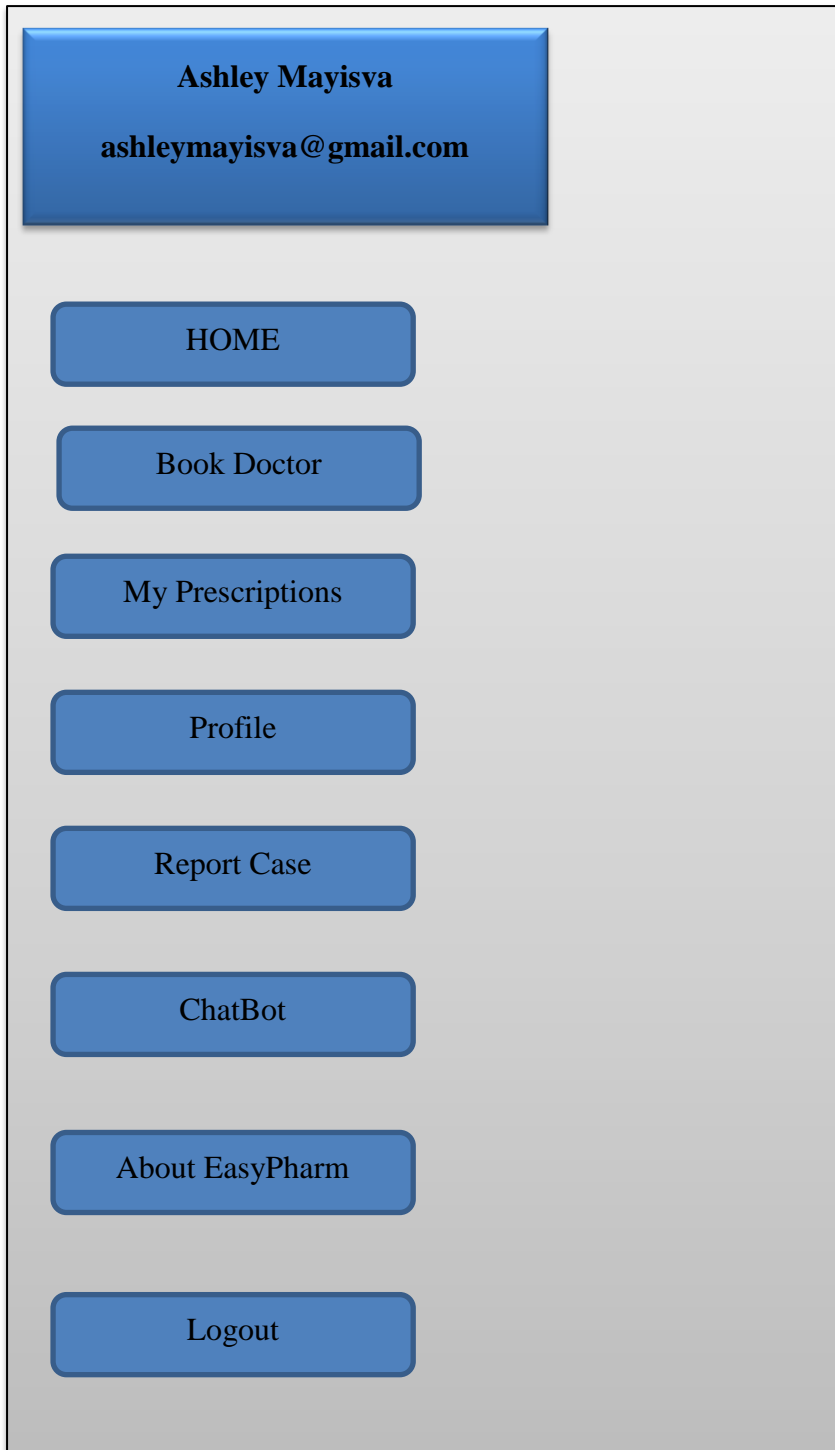 Ashley Mayisva
ashleymayisva@gmail.com
HOME
Book Doctor
My Prescriptions
Profile
Report Case
ChatBot
About EasyPharm
Logout